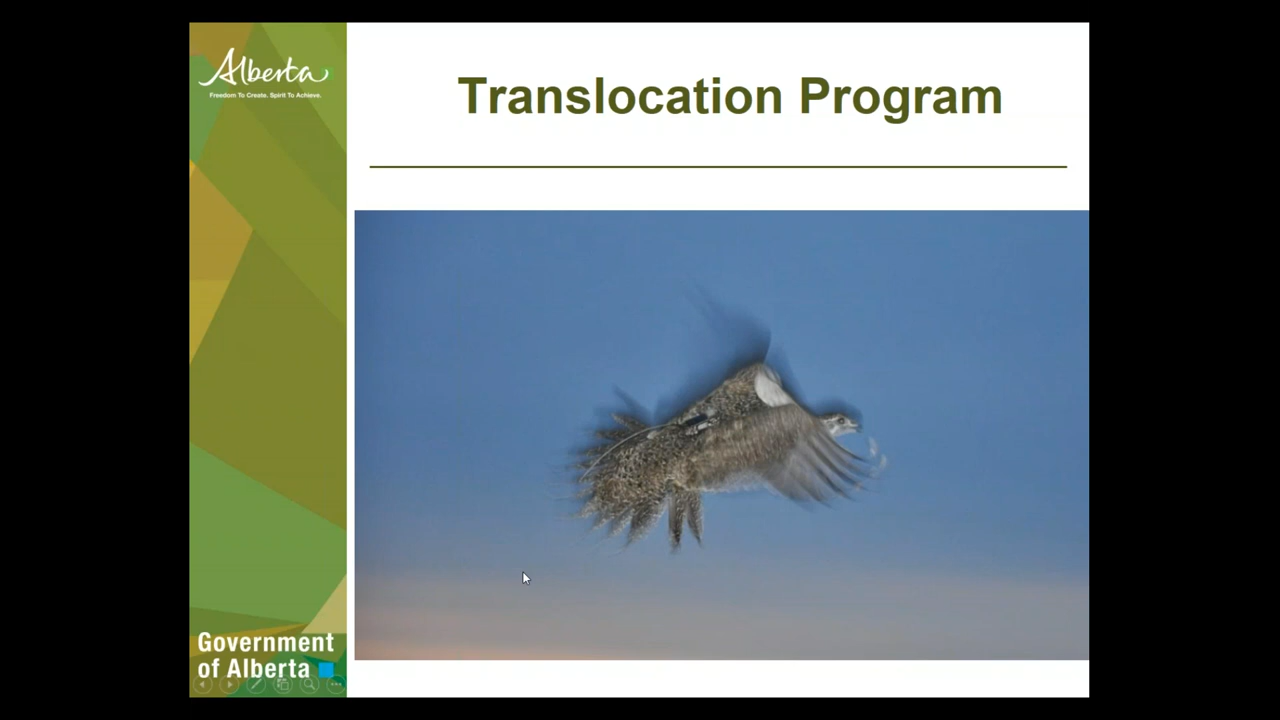 Alberta
Freedom To Create. Spirit To Achieve.
Translocation Program
Government
of Alberta